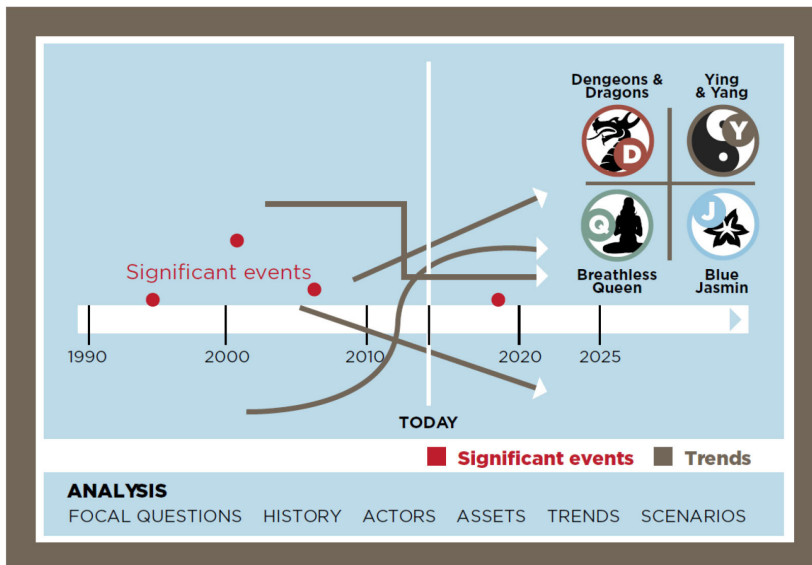 Dengeons &
Dragons
Ying
& Yang
D
Y
Q
J
Significant events
Breathless
Queen
Blue
Jasmin
1990
2000
2010
2020
2025
TODAY
Significant events
Trends
ANALYSIS
FOCAL QUESTIONS HISTORY ACTORS ASSETS TRENDS SCENARIOS